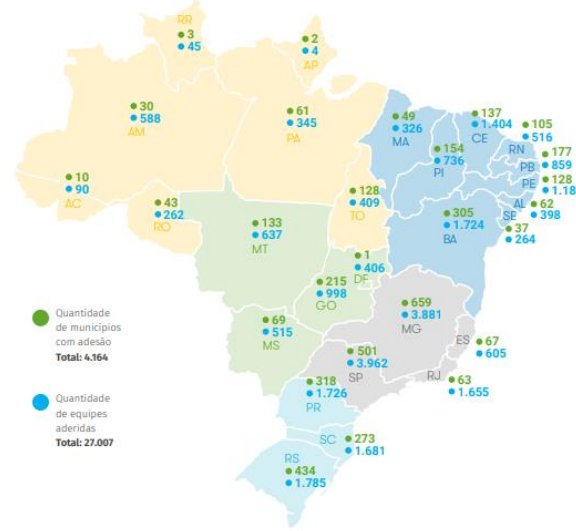 RR
3
45
2
4
AP
30
588
AM
61
345
PA
49
326
MA
137
1.404
CE
105
516
RN
154
736
PI
177
859
PB
128
1.18
PE
10
90
AC
43
262
RO
128
409
TO
62
398
AL
SE
37
264
305
1.724
BA
133
637
MT
1
406
DF
215
998
GO
659
3.881
MG
69
515
MS
ES
67
605
501
3.962
SP
RJ
63
1.655
318
1.726
PR
SC
273
1.681
RS
434
1.785
Quantidade
de municípios
com adesão
Total: 4.164
Quantidade
de equipes
aderidas
Total: 27.007